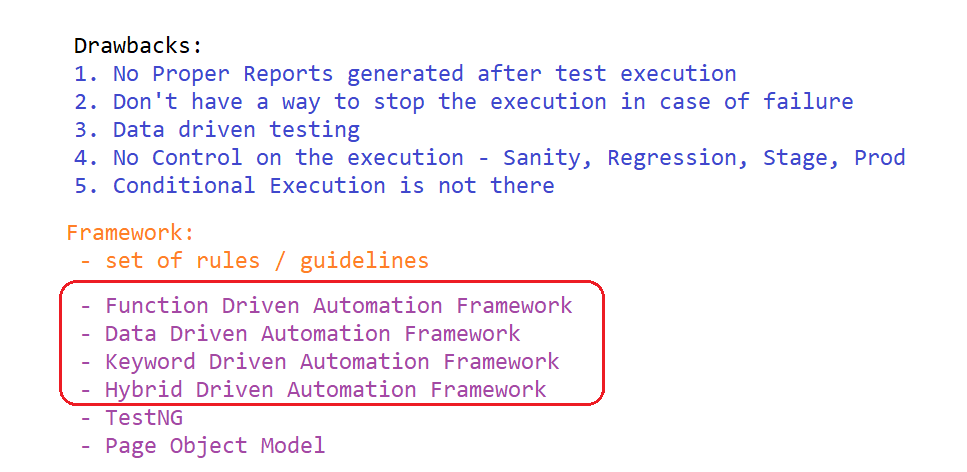 Drawbacks:
1. No Proper Reports generated after test execution
2. Don't have a way to stop the execution in case of failure
3. Data driven testing
4. No Control on the execution - Sanity, Regression, Stage, Prod
5. Conditional Execution is not there
Framework:
- set of rules / guidelines
- Function Driven Automation Framework
- Data Driven Automation Framework
- Keyword Driven Automation Framework
- Hybrid Driven Automation Framework
- TestNG
- Page Object Model